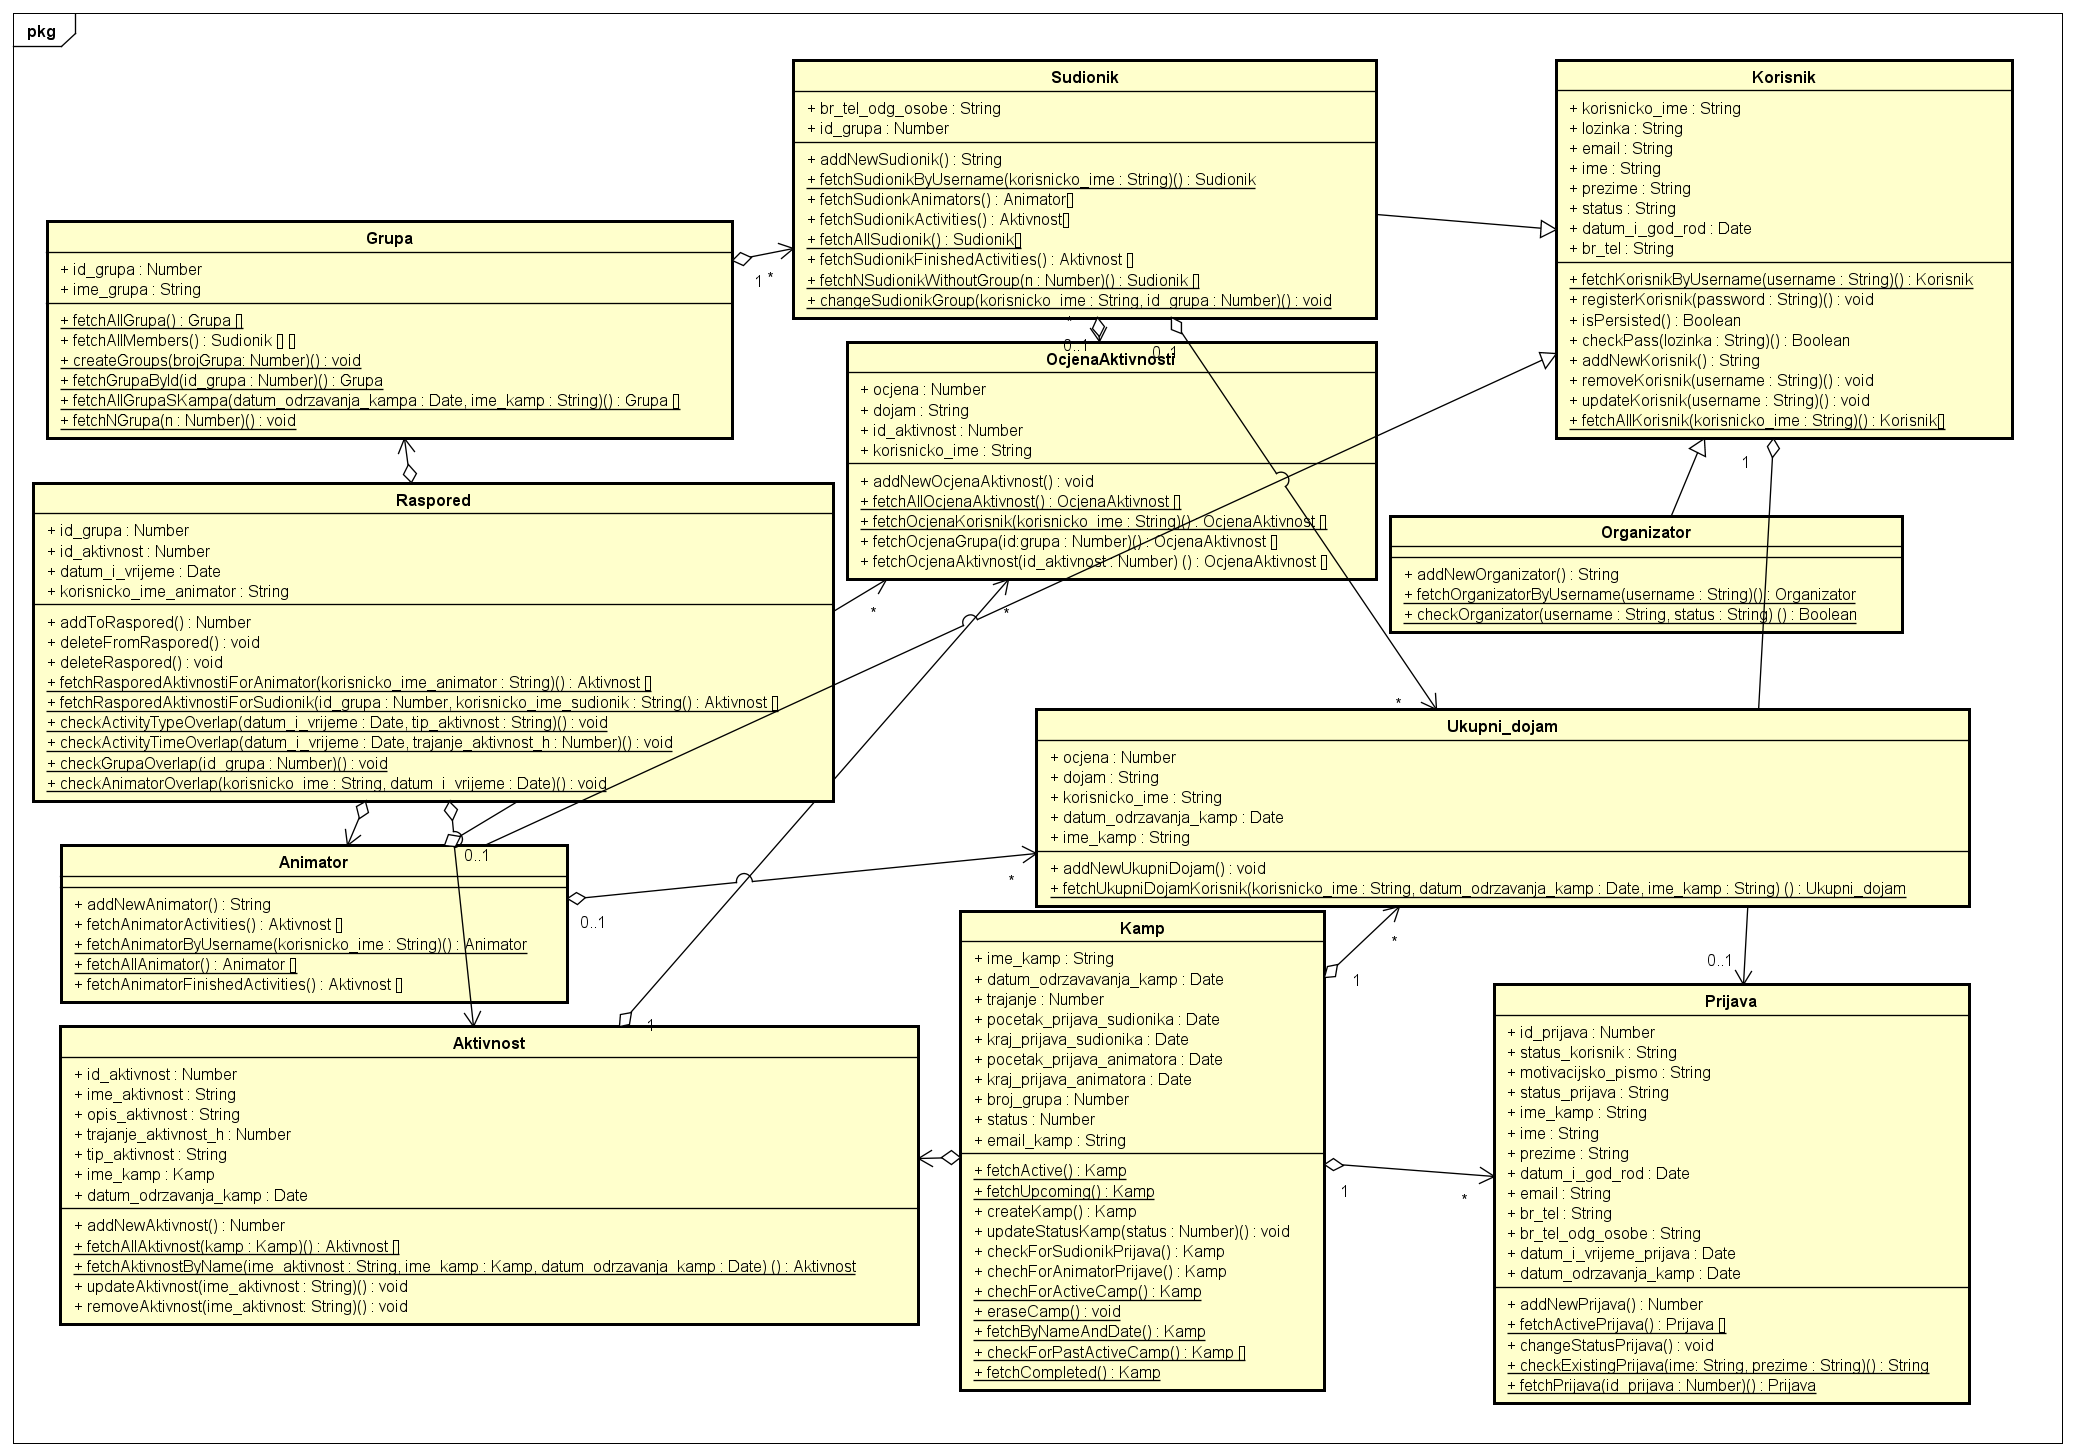 pkg
Sudionik
+ br_tel_odg_osobe : String
+ id_grupa : Number
+ addNewSudionik() : String
+ fetchSudionikByUsername(korisnicko_ime : String)() : Sudionik
+ fetchSudionkAnimators() : Animator[]
+ fetchSudionikActivities() : Aktivnost[]
+ fetchAllSudionik() : Sudionik[]
+ fetchSudionikFinishedActivities() : Aktivnost []
+ fetchNSudionikWithoutGroup(n : Number)() : Sudionik []
+ changeSudionikGroup(korisnicko_ime : String, id_grupa : Number)() : void
Korisnik
+ korisnicko_ime : String
+ lozinka : String
+ email : String
+ ime : String
+ prezime : String
+ status : String
+ datum_i_god_rod : Date
+ br_tel : String
+ fetchKorisnikByUsername(username : String)() : Korisnik
+ registerKorisnik(password : String)() : void
+ isPersisted() : Boolean
+ checkPass(lozinka : String)() : Boolean
+ addNewKorisnik() : String
+ removeKorisnik(username : String)() : void
+ updateKorisnik(username : String)() : void
+ fetchAllKorisnik(korisnicko_ime : String)() : Korisnik[]
Grupa
+ id_grupa : Number
+ ime_grupa : String
+ fetchAllGrupa() : Grupa []
+ fetchAllMembers() : Sudionik [] []
+ createGroups(brojGrupa: Number)() : void
+ fetchGrupaById(id_grupa : Number)() : Grupa
+ fetchAllGrupaSKampa(datum_odrzavanja_kampa : Date, ime_kamp : String)() : Grupa []
+ fetchNGrupa(n : Number)() : void
1
*
*
0..1
0..1
OcjenaAktivnosti
+ ocjena : Number
+ dojam : String
+ id_aktivnost : Number
+ korisnicko_ime : String
+ addNewOcjenaAktivnost() : void
+ fetchAllOcjenaAktivnost() : OcjenaAktivnost []
+ fetchOcjenaKorisnik(korisnicko_ime : String)() : OcjenaAktivnost []
+ fetchOcjenaGrupa(id:grupa : Number)() : OcjenaAktivnost []
+ fetchOcjenaAktivnost(id_aktivnost : Number) () : OcjenaAktivnost []
1
Organizator
+ addNewOrganizator() : String
+ fetchOrganizatorByUsername(username : String)() : Organizator
+ checkOrganizator(username : String, status : String) () : Boolean
Raspored
+ id_grupa : Number
+ id_aktivnost : Number
+ datum_i_vrijeme : Date
+ korisnicko_ime_animator : String
+ addToRaspored() : Number
+ deleteFromRaspored() : void
+ deleteRaspored() : void
+ fetchRasporedAktivnostiForAnimator(korisnicko_ime_animator : String)() : Aktivnost []
+ fetchRasporedAktivnostiForSudionik(id_grupa : Number, korisnicko_ime_sudionik : String() : Aktivnost []
+ checkActivityTypeOverlap(datum_i_vrijeme : Date, tip_aktivnost : String)() : void
+ checkActivityTimeOverlap(datum_i_vrijeme : Date, trajanje_aktivnost_h : Number)() : void
+ checkGrupaOverlap(id_grupa : Number)() : void
+ checkAnimatorOverlap(korisnicko_ime : String, datum_i_vrijeme : Date)() : void
*
*
*
Ukupni_dojam
+ ocjena : Number
+ dojam : String
+ korisnicko_ime : String
+ datum_odrzavanja_kamp : Date
+ ime_kamp : String
+ addNewUkupniDojam() : void
+ fetchUkupniDojamKorisnik(korisnicko_ime : String, datum_odrzavanja_kamp : Date, ime_kamp : String) () : Ukupni_dojam
0..1
Animator
+ addNewAnimator() : String
+ fetchAnimatorActivities() : Aktivnost []
+ fetchAnimatorByUsername(korisnicko_ime : String)() : Animator
+ fetchAllAnimator() : Animator []
+ fetchAnimatorFinishedActivities() : Aktivnost []
0..1
*
Kamp
+ ime_kamp : String
+ datum_odrzavavanja_kamp : Date
+ trajanje : Number
+ pocetak_prijava_sudionika : Date
+ kraj_prijava_sudionika : Date
+ pocetak_prijava_animatora : Date
+ kraj_prijava_animatora : Date
+ broj_grupa : Number
+ status : Number
+ email_kamp : String
+ fetchActive() : Kamp
+ fetchUpcoming() : Kamp
+ createKamp() : Kamp
+ updateStatusKamp(status : Number)() : void
+ checkForSudionikPrijava() : Kamp
+ chechForAnimatorPrijave() : Kamp
+ chechForActiveCamp() : Kamp
+ eraseCamp() : void
+ fetchByNameAndDate() : Kamp
+ checkForPastActiveCamp() : Kamp []
+ fetchCompleted() : Kamp
*
1
0..1
1
*
Prijava
+ id_prijava : Number
+ status_korisnik : String
+ motivacijsko_pismo : String
+ status_prijava : String
+ ime_kamp : String
+ ime : String
+ prezime : String
+ datum_i_god_rod : Date
+ email : String
+ br_tel : String
+ br_tel_odg_osobe : String
+ datum_i_vrijeme_prijava : Date
+ datum_odrzavanja_kamp : Date
+ addNewPrijava() : Number
+ fetchActivePrijava() : Prijava []
+ changeStatusPrijava() : void
+ checkExistingPrijava(ime: String, prezime : String)() : String
+ fetchPrijava(id_prijava : Number)() : Prijava
1
Aktivnost
+ id_aktivnost : Number
+ ime_aktivnost : String
+ opis_aktivnost : String
+ trajanje_aktivnost_h : Number
+ tip_aktivnost : String
+ ime_kamp : Kamp
+ datum_odrzavanja_kamp : Date
+ addNewAktivnost() : Number
+ fetchAllAktivnost(kamp : Kamp)() : Aktivnost []
+ fetchAktivnostByName(ime_aktivnost : String, ime_kamp : Kamp, datum_odrzavanja_kamp : Date) () : Aktivnost
+ updateAktivnost(ime_aktivnost : String)() : void
+ removeAktivnost(ime_aktivnost: String)() : void